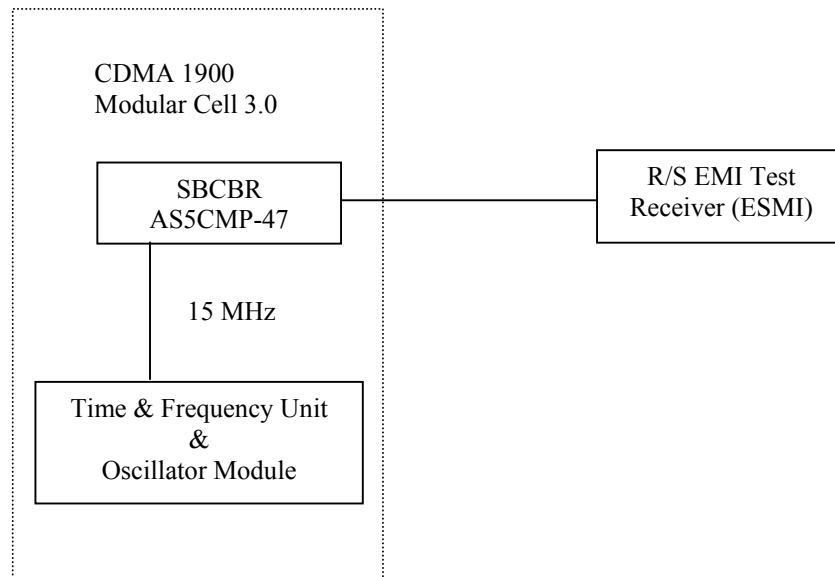 CDMA 1900
Modular Cell 3.0
SBCBR
AS5CMP-47
R/S EMI Test
Receiver (ESMI)
15 MHz
Time & Frequency Unit
&
Oscillator Module